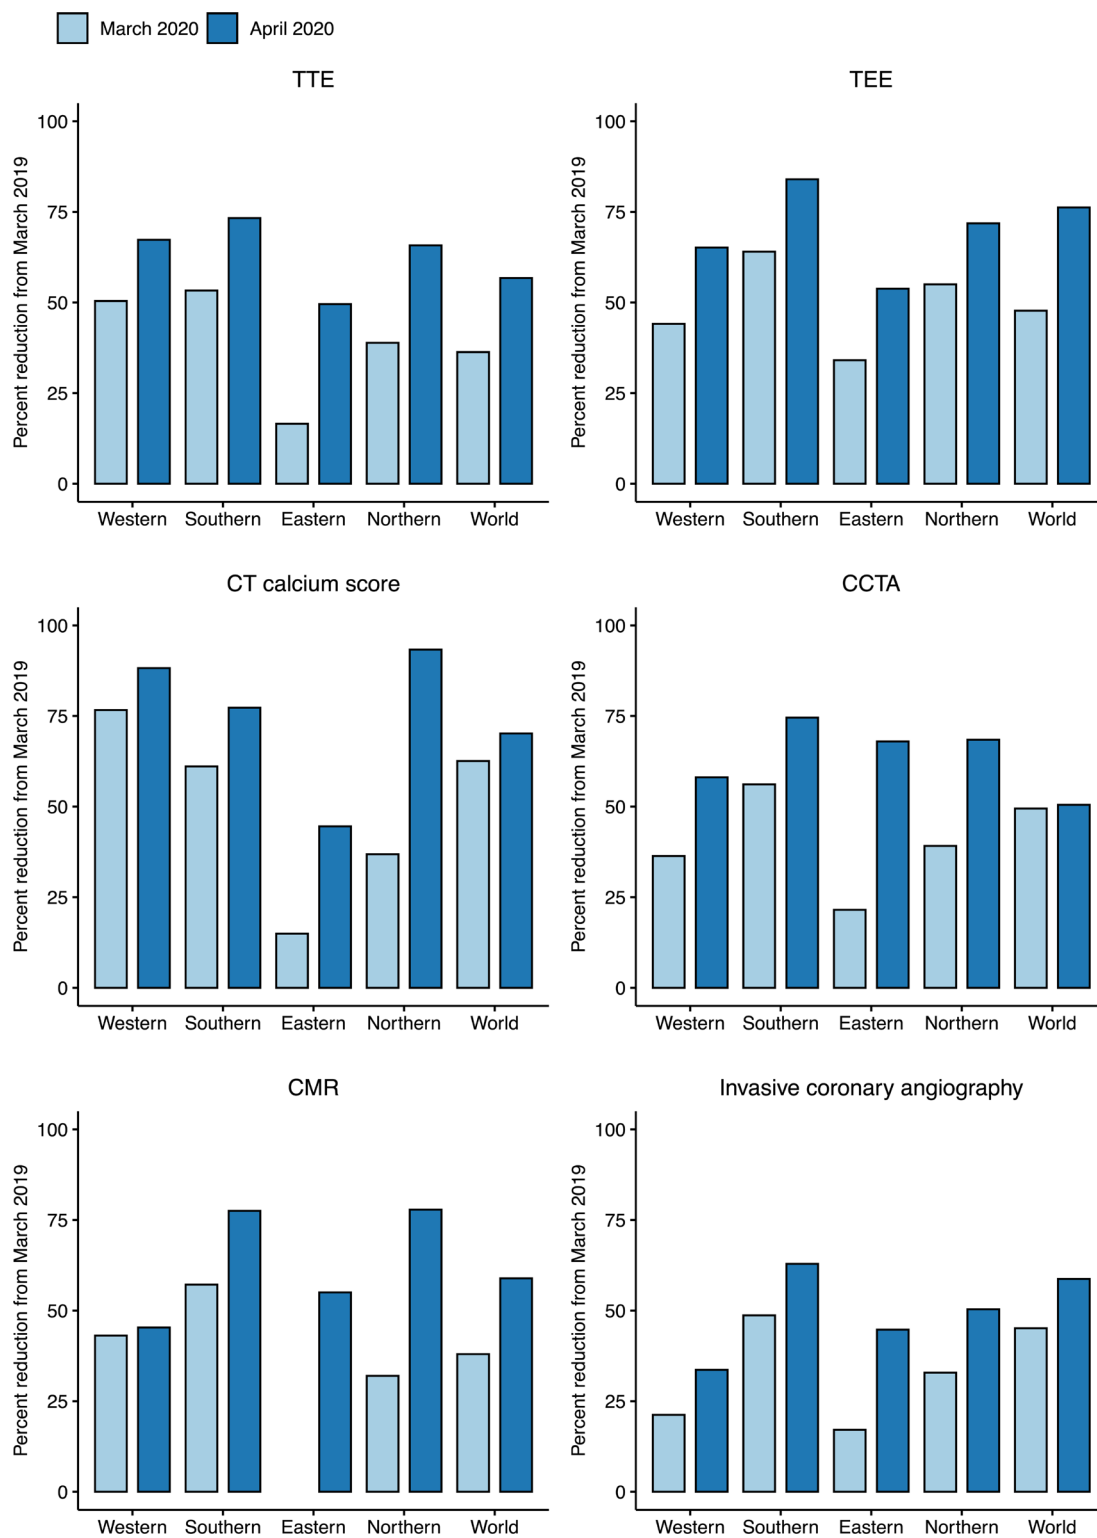 March 2020 April 2020
TTE
Percent reduction from March 2019
100
75
50
25
0
Western Southern Eastern Northern World
TEE
Percent reduction from March 2019
100
75
50
25
0
Western Southern Eastern Northern World
CT calcium score
Percent reduction from March 2019
100
75
50
25
0
Western Southern Eastern Northern World
CCTA
Percent reduction from March 2019
100
75
50
25
0
Western Southern Eastern Northern World
CMR
Percent reduction from March 2019
100
75
50
25
0
Western Southern Eastern Northern World
Invasive coronary angiography
Percent reduction from March 2019
100
75
50
25
0
Western Southern Eastern Northern World